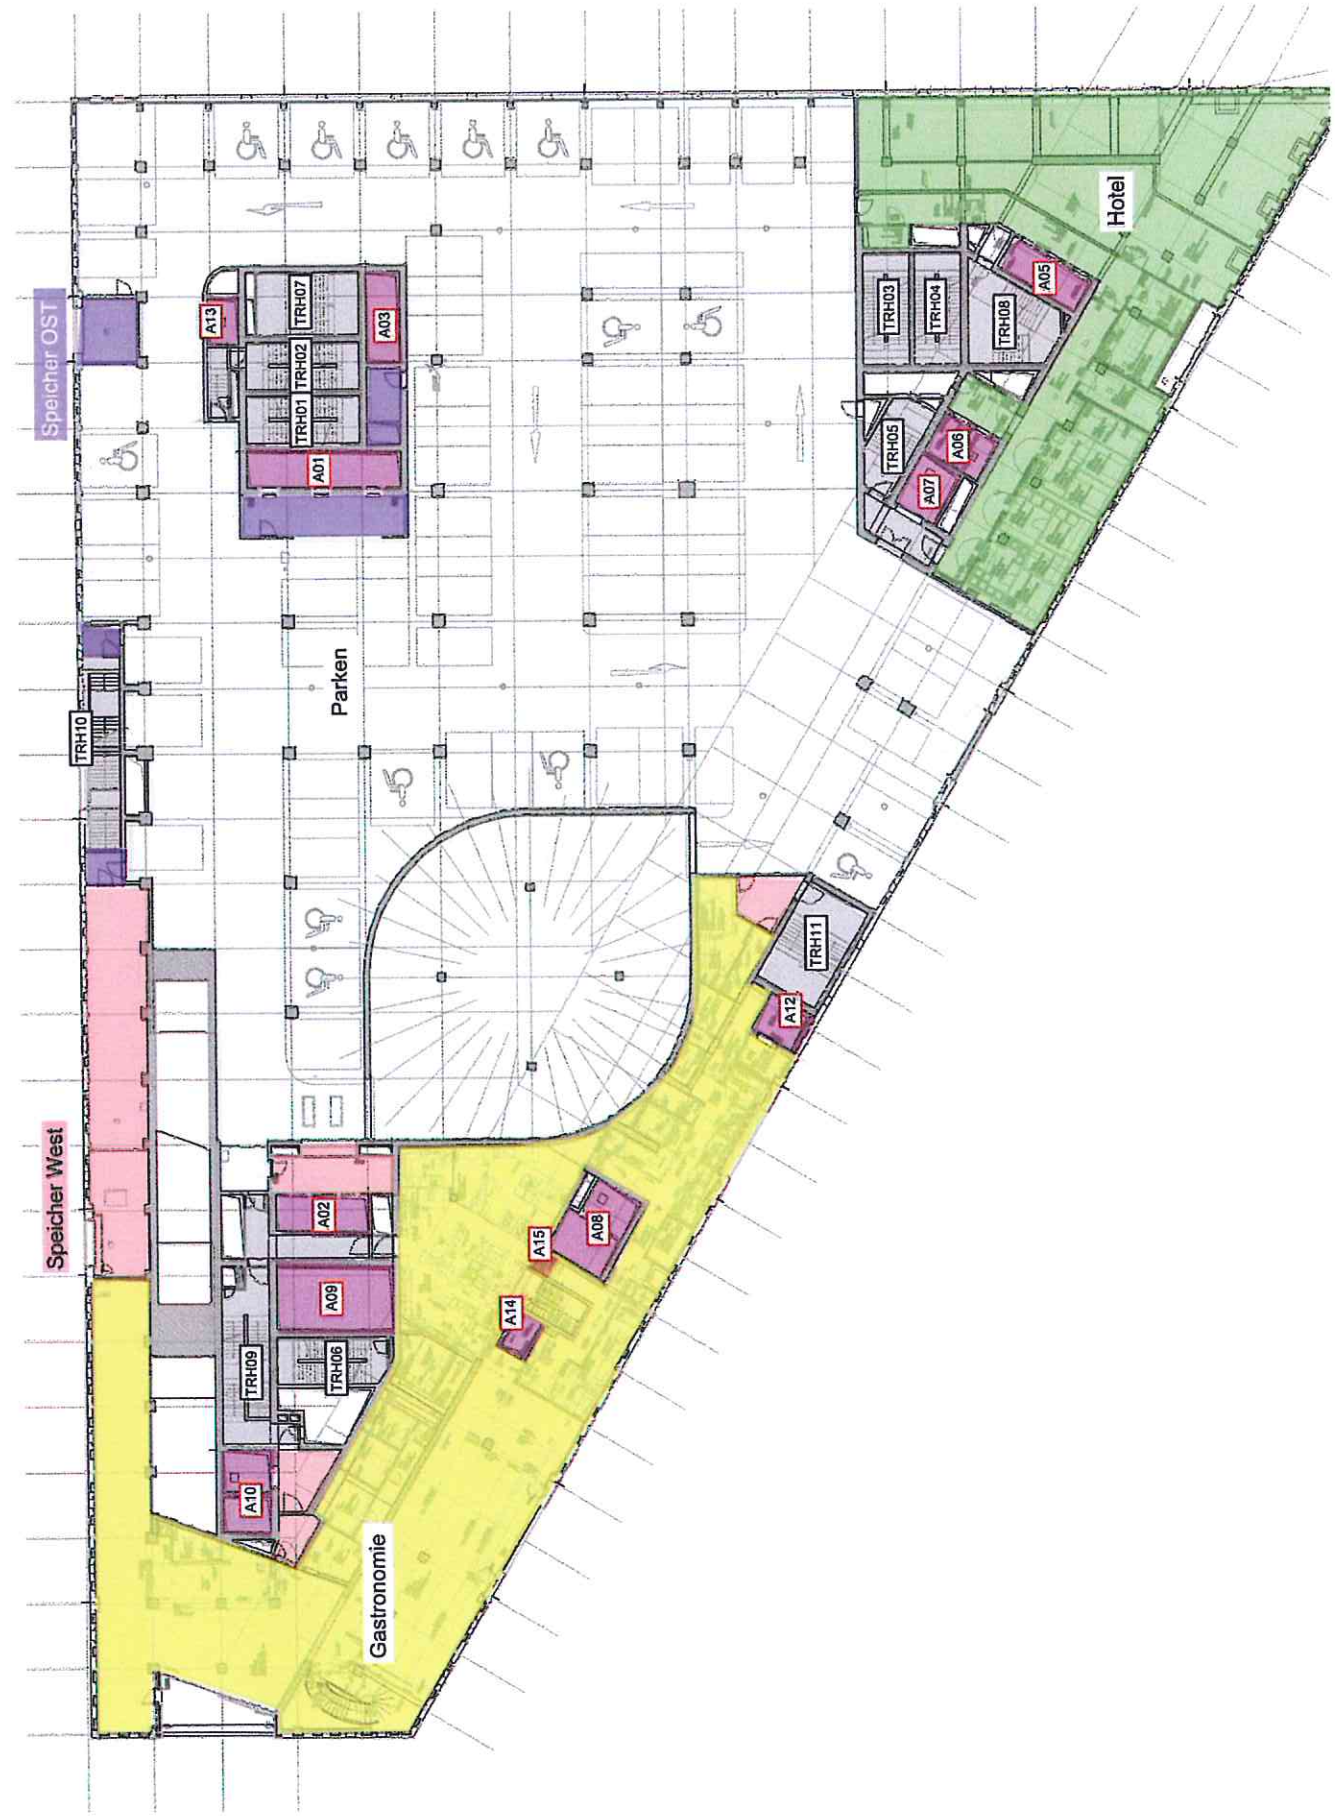 Speicher West
Speicher OST
TRH10
A13
TRH07
A03
TRH02
TRH01
A01
Parken
TRH03
TRH04
TRH08
A05
Hotel
TRH05
A06
A07
TRH11
A12
A02
A09
TRH09
TRH06
A10
A15
A08
A14
Gastronomie